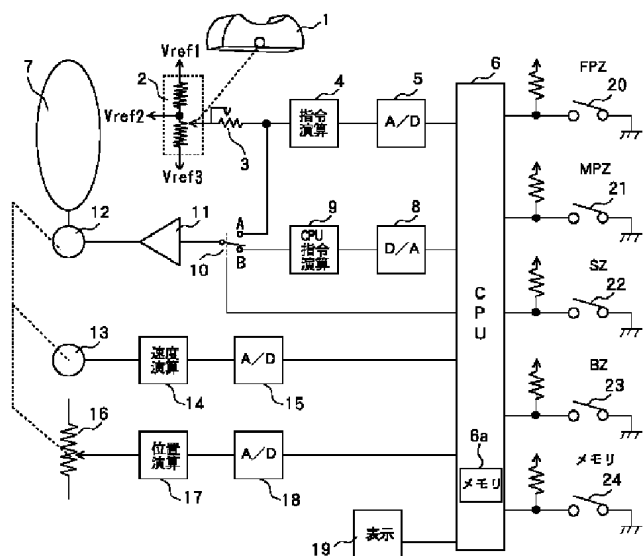 1
7
2
Vref1
Vref2
Vref3
3
4
指令
演算
5
A/D
6
CPU
FPZ
20
MPZ
21
SZ
22
BZ
23
メモリ
24
12
11
10
A
B
9
CPU
指令演算
8
D/A
13
速度
演算
14
A/D
15
16
位置
演算
17
A/D
18
6a
メモリ
19
表示